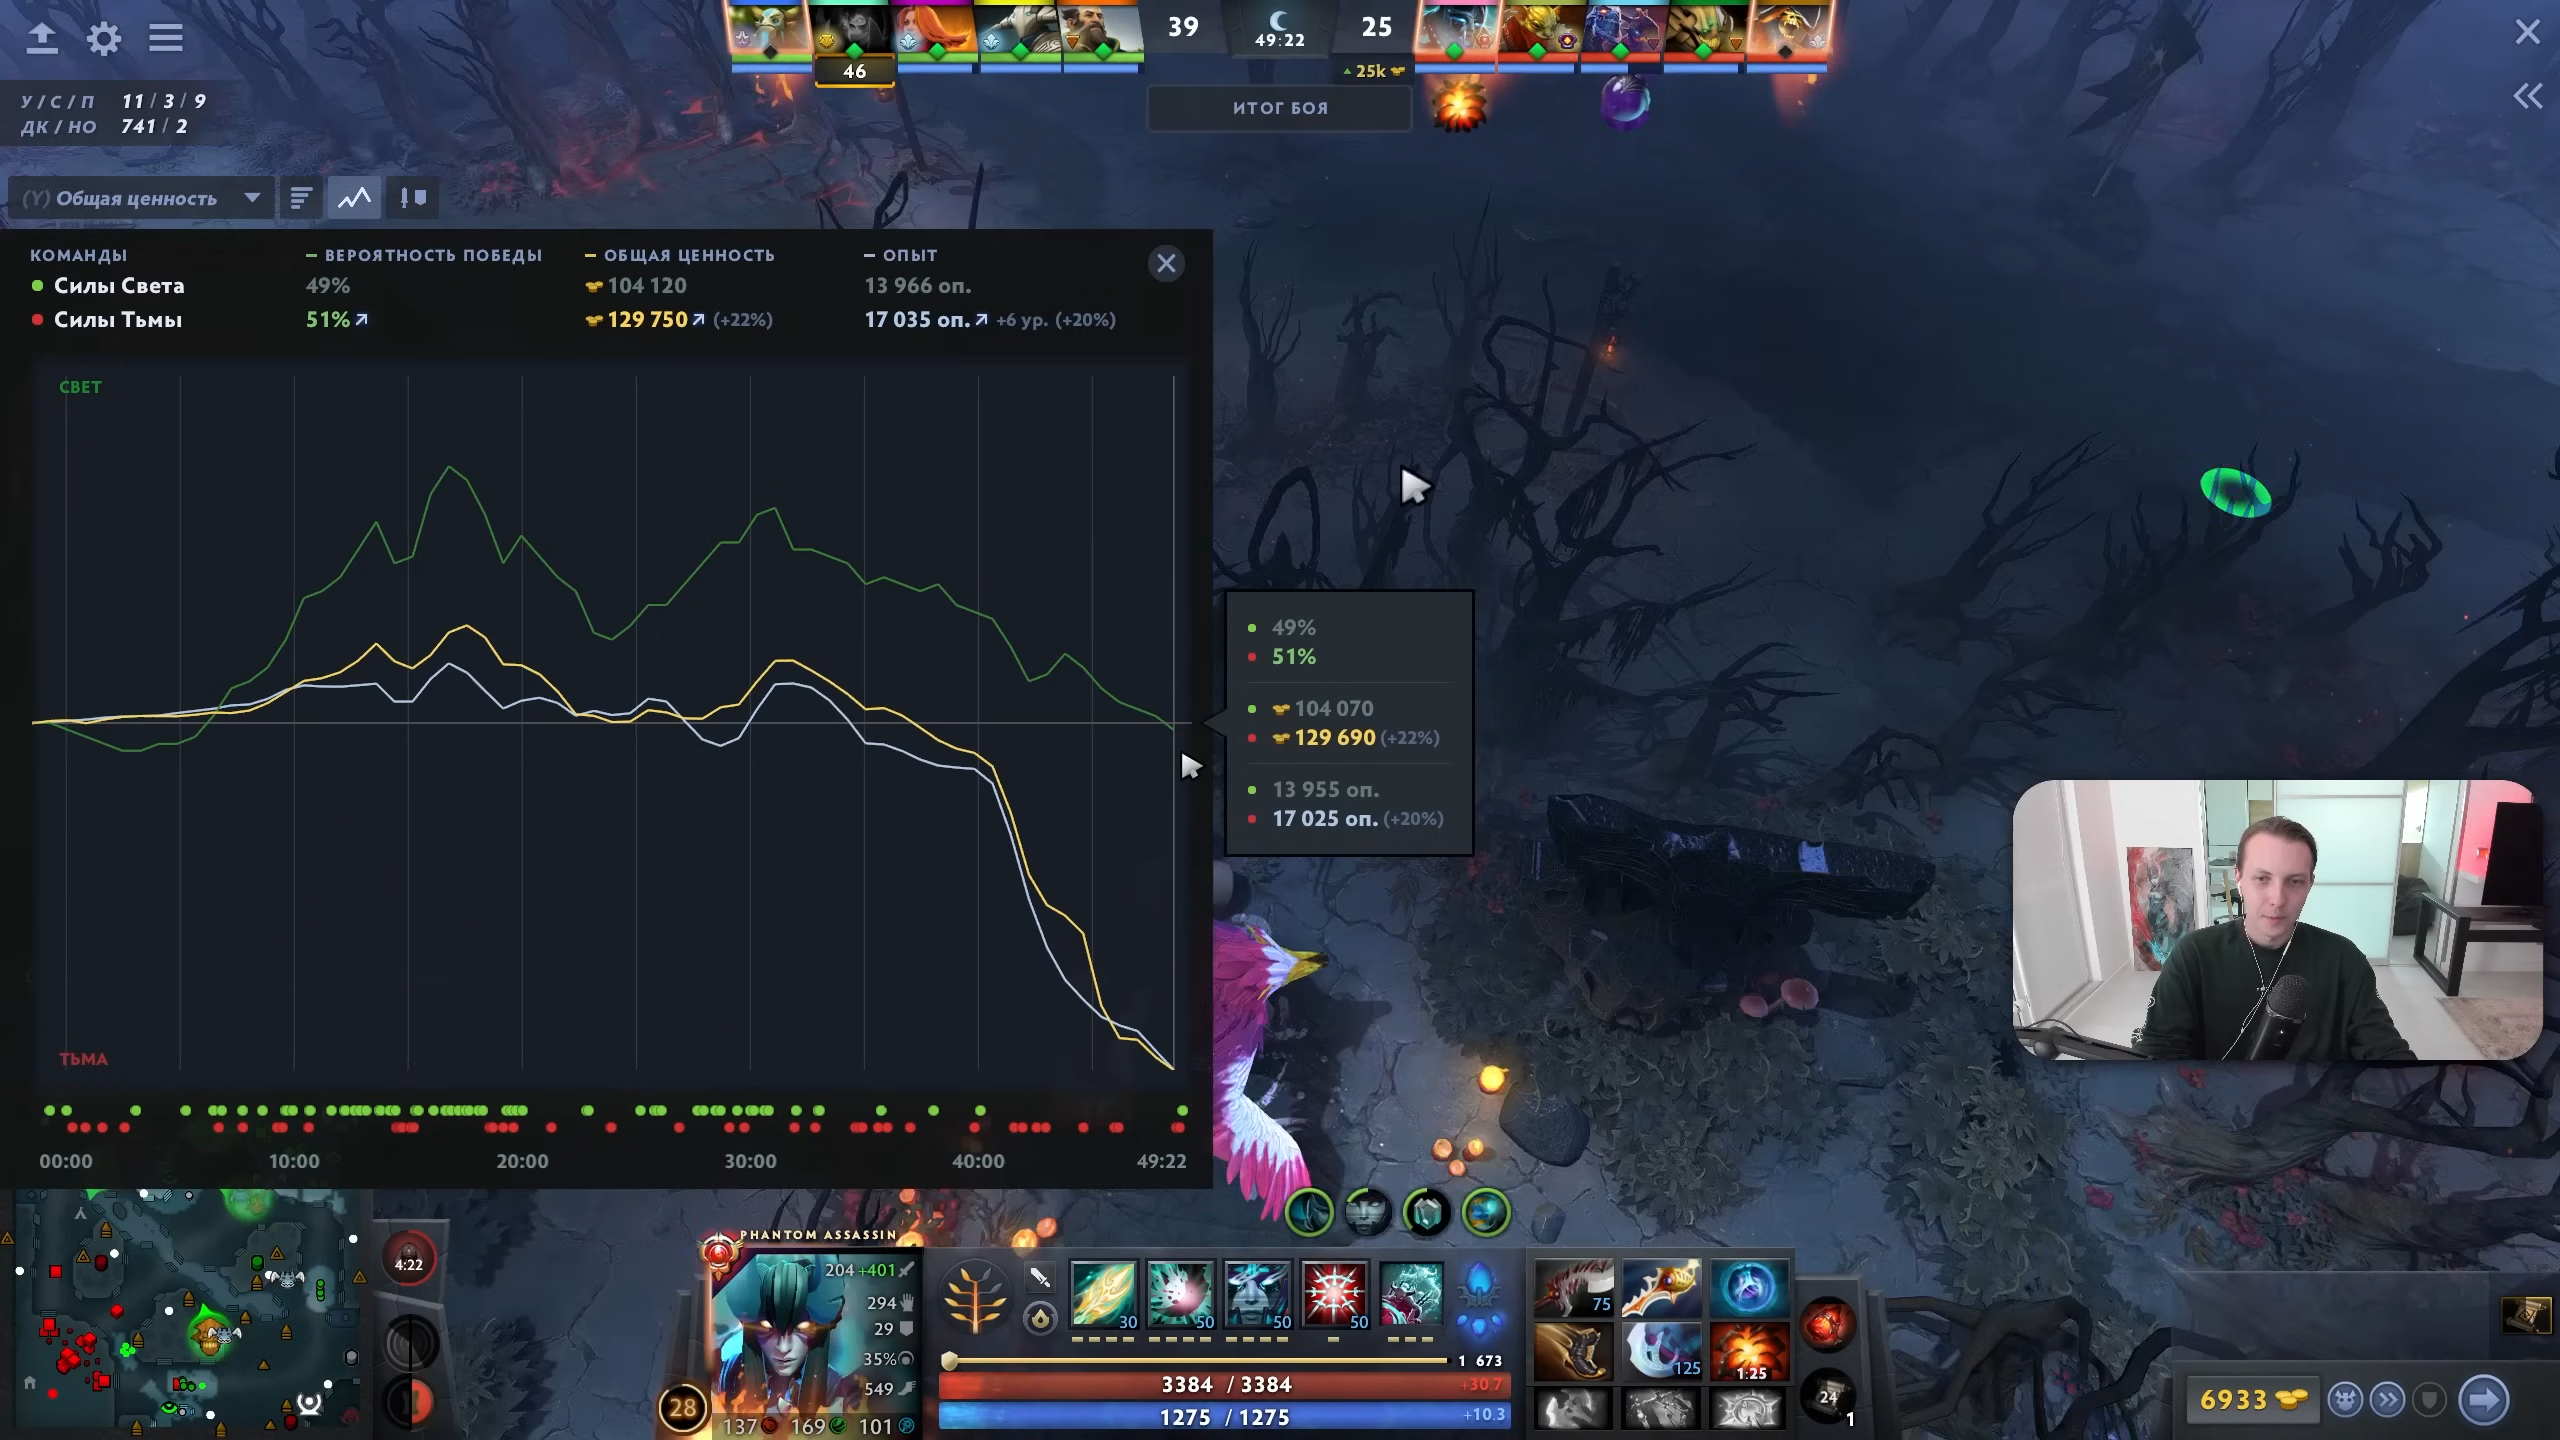 39
49:22
25
46
25k
ИТОГ БОЯ
У / С / П 11 / 3 / 9
ДК / НО 741 / 2
(Y) Общая ценность
КОМАНДЫ
ВЕРОЯТНОСТЬ ПОБЕДЫ
ОБЩАЯ ЦЕННОСТЬ
ОПЫТ
Силы Света
49%
104 120
13 966 оп.
Силы Тьмы
51%
129 750 (+22%)
17 035 оп. +6 ур. (+20%)
СВЕТ
49%
51%
104 070
129 690 (+22%)
13 955 оп.
17 025 оп. (+20%)
ТЬМА
00:00
10:00
20:00
30:00
40:00
49:22
4:22
PHANTOM ASSASSIN
204 +401
294
29
35%
549
28
137
169
101
30
50
50
50
1 673
3384 / 3384
+30.7
1275 / 1275
+10.3
75
125
1:25
24
1
6933